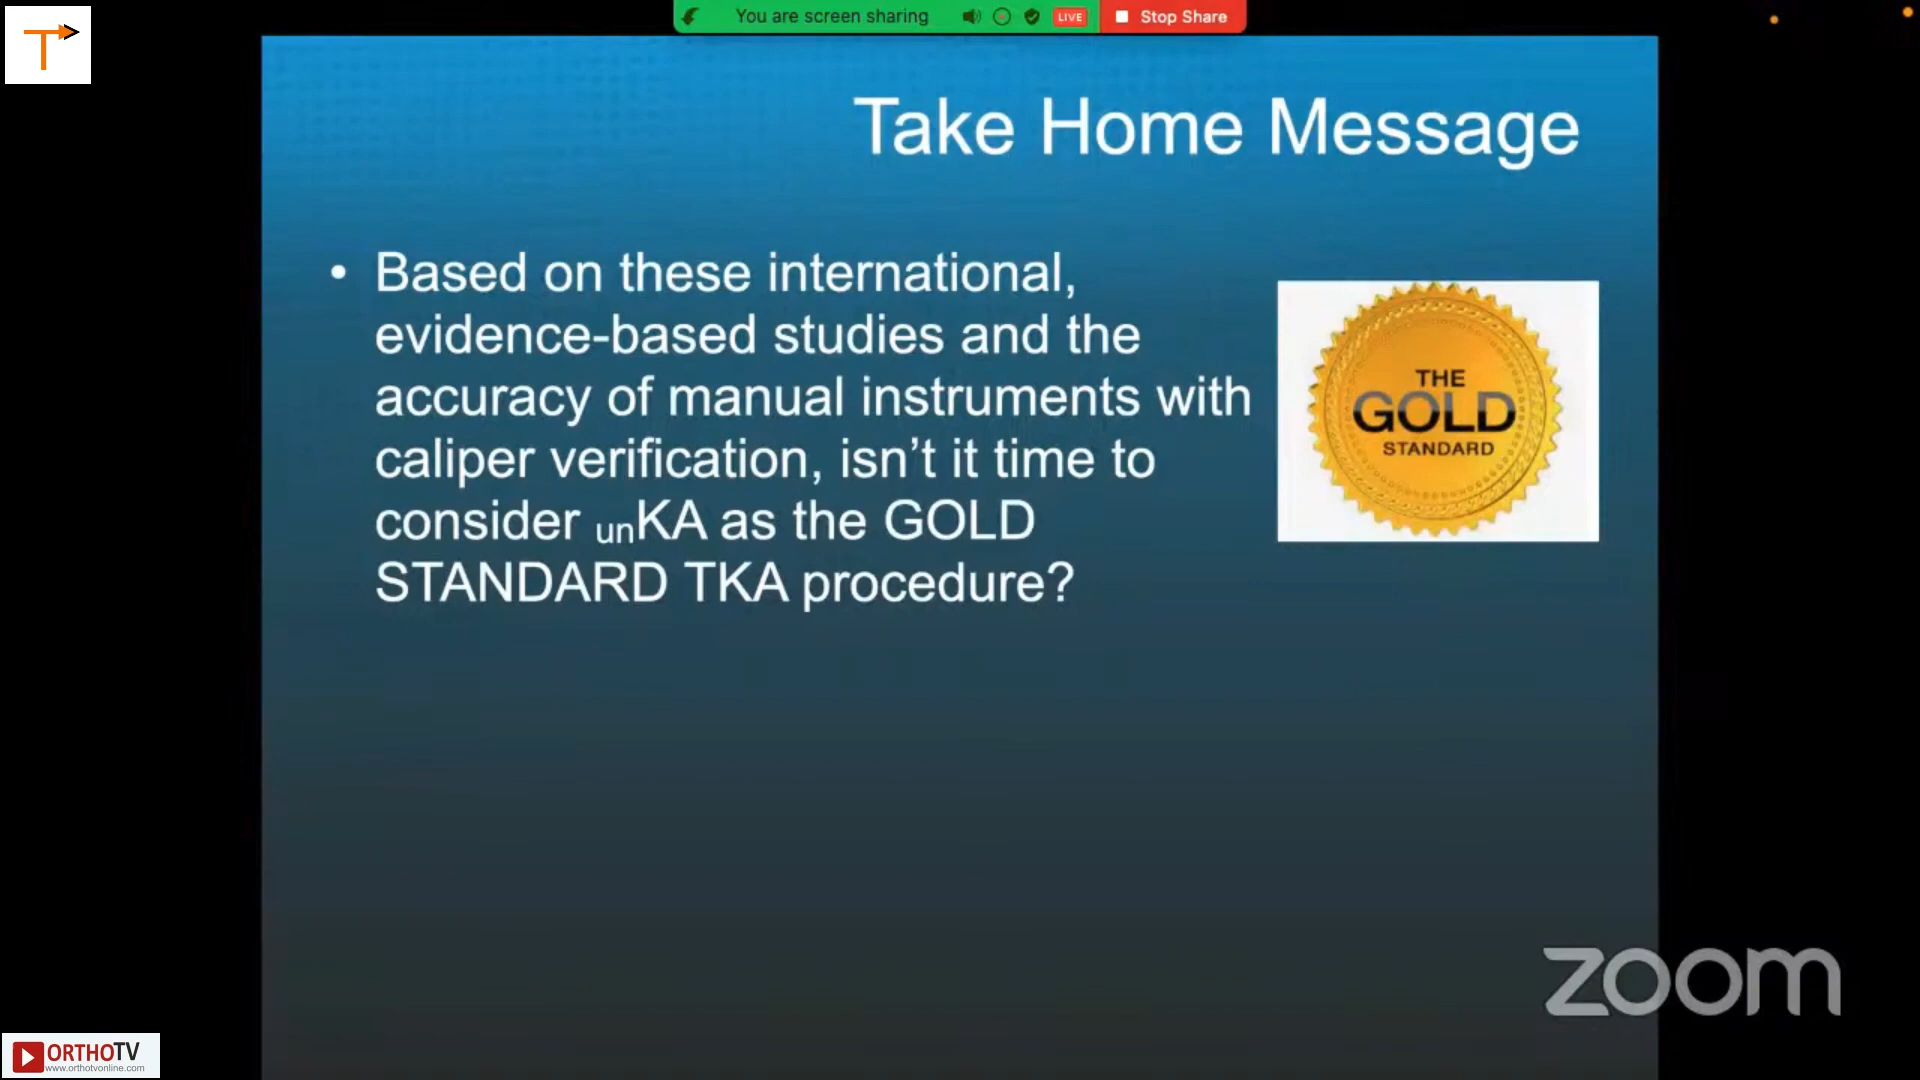 You are screen sharing
LIVE
Stop Share
T
Take Home Message
• Based on these international,
evidence-based studies and the
accuracy of manual instruments with
caliper verification, isn’t it time to
consider unKA as the GOLD
STANDARD TKA procedure?
THE
GOLD
STANDARD
zoom
ORTHOTV
www.orthotvonline.com